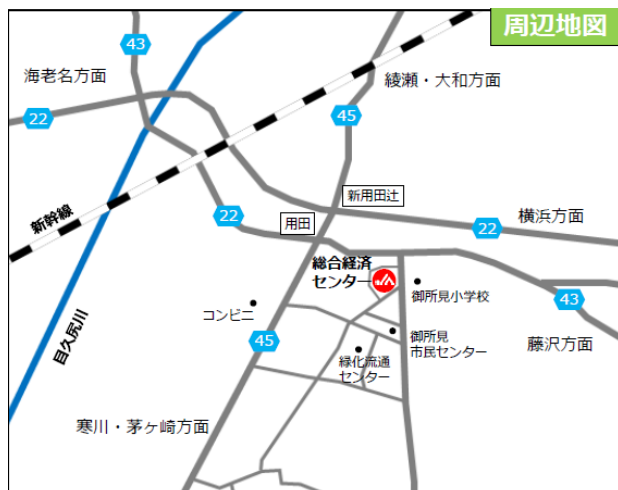 周辺地図
43
海老名方面
綾瀬・大和方面
22
45
新幹線
新用田辻
22
用田
横浜方面
22
総合経済
センター
JA
御所見小学校
43
コンビニ
目久尻川
45
御所見
市民センター
藤沢方面
緑化流通
センター
寒川・茅ヶ崎方面